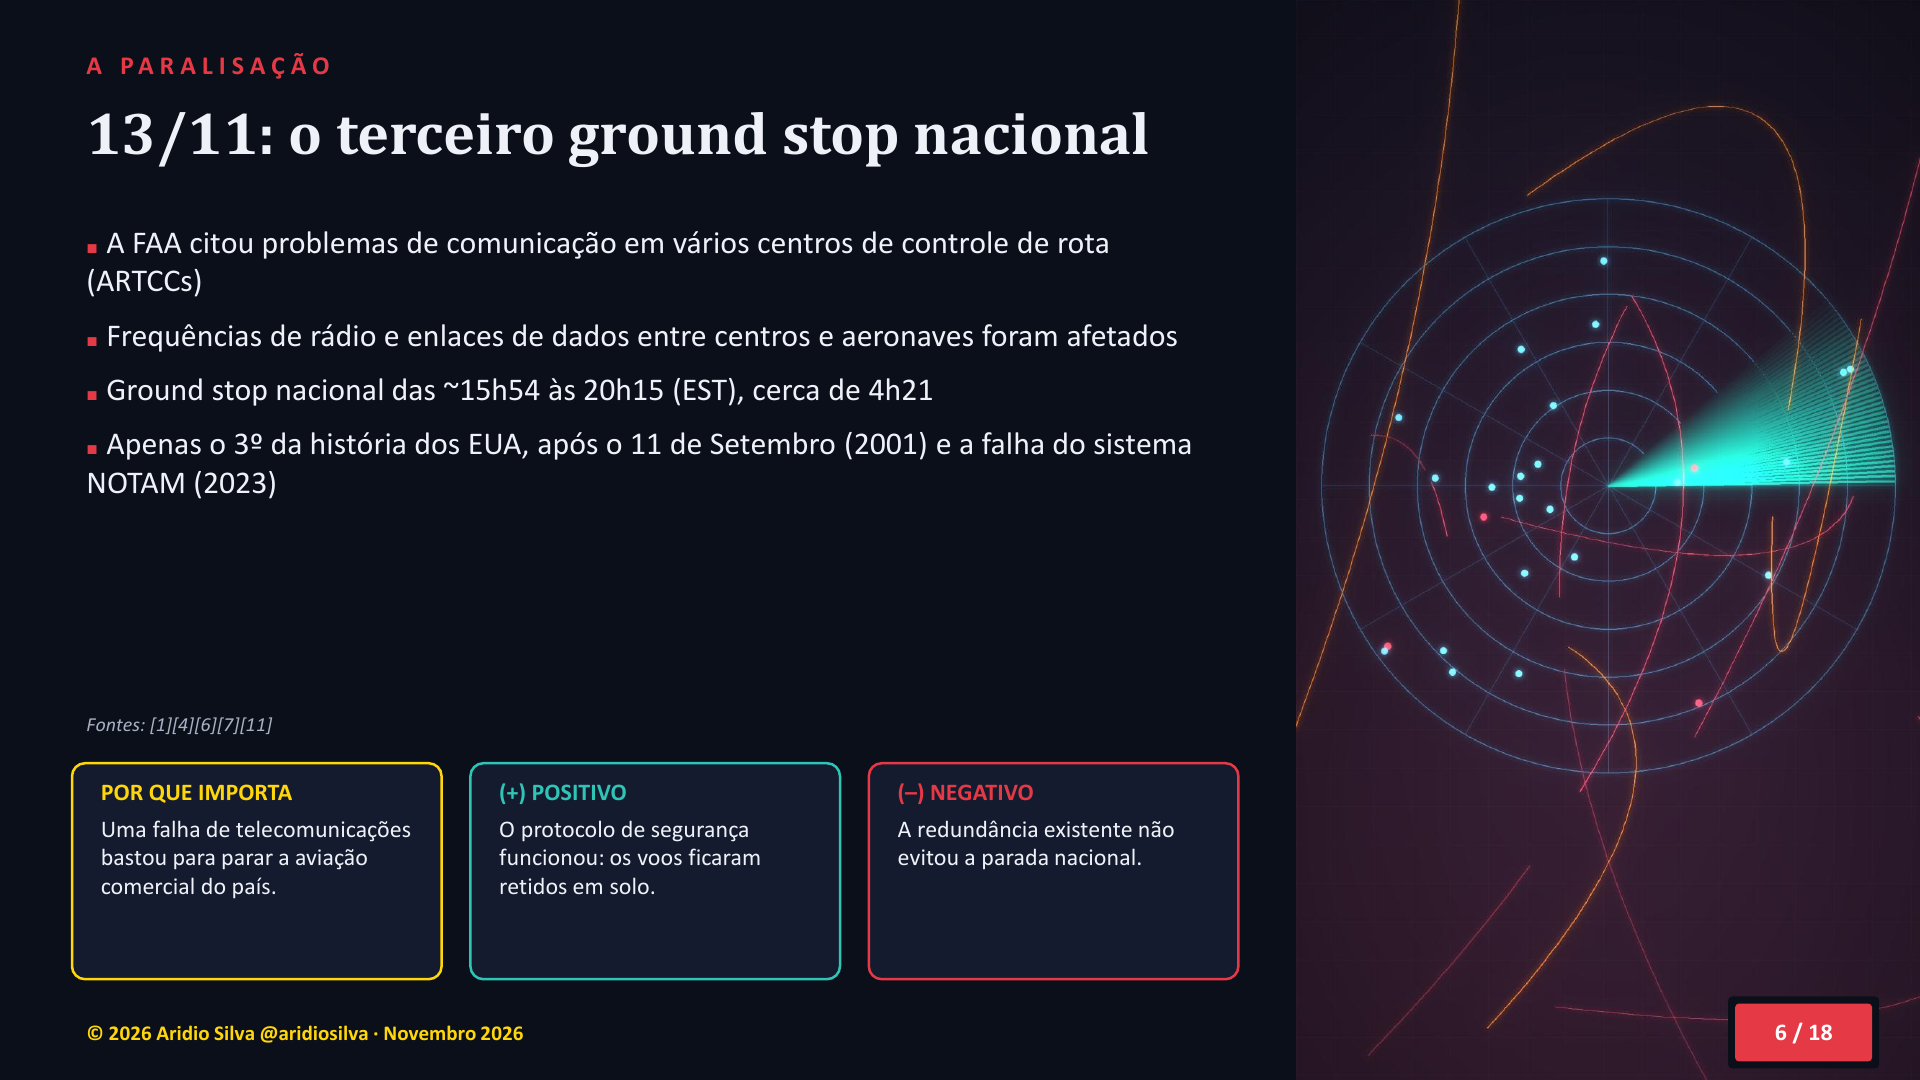 A PARALISAÇÃO
13/11: o terceiro ground stop nacional
▪ A FAA citou problemas de comunicação em vários centros de controle de rota
(ARTCCs)
▪ Frequências de rádio e enlaces de dados entre centros e aeronaves foram afetados
▪ Ground stop nacional das ~15h54 às 20h15 (EST), cerca de 4h21
▪ Apenas o 3º da história dos EUA, após o 11 de Setembro (2001) e a falha do sistema
NOTAM (2023)
Fontes: [1][4][6][7][11]
POR QUE IMPORTA
Uma falha de telecomunicações
bastou para parar a aviação
comercial do país.
(+) POSITIVO
O protocolo de segurança
funcionou: os voos ficaram
retidos em solo.
(–) NEGATIVO
A redundância existente não
evitou a parada nacional.
© 2026 Aridio Silva @aridiosilva · Novembro 2026
6 / 18